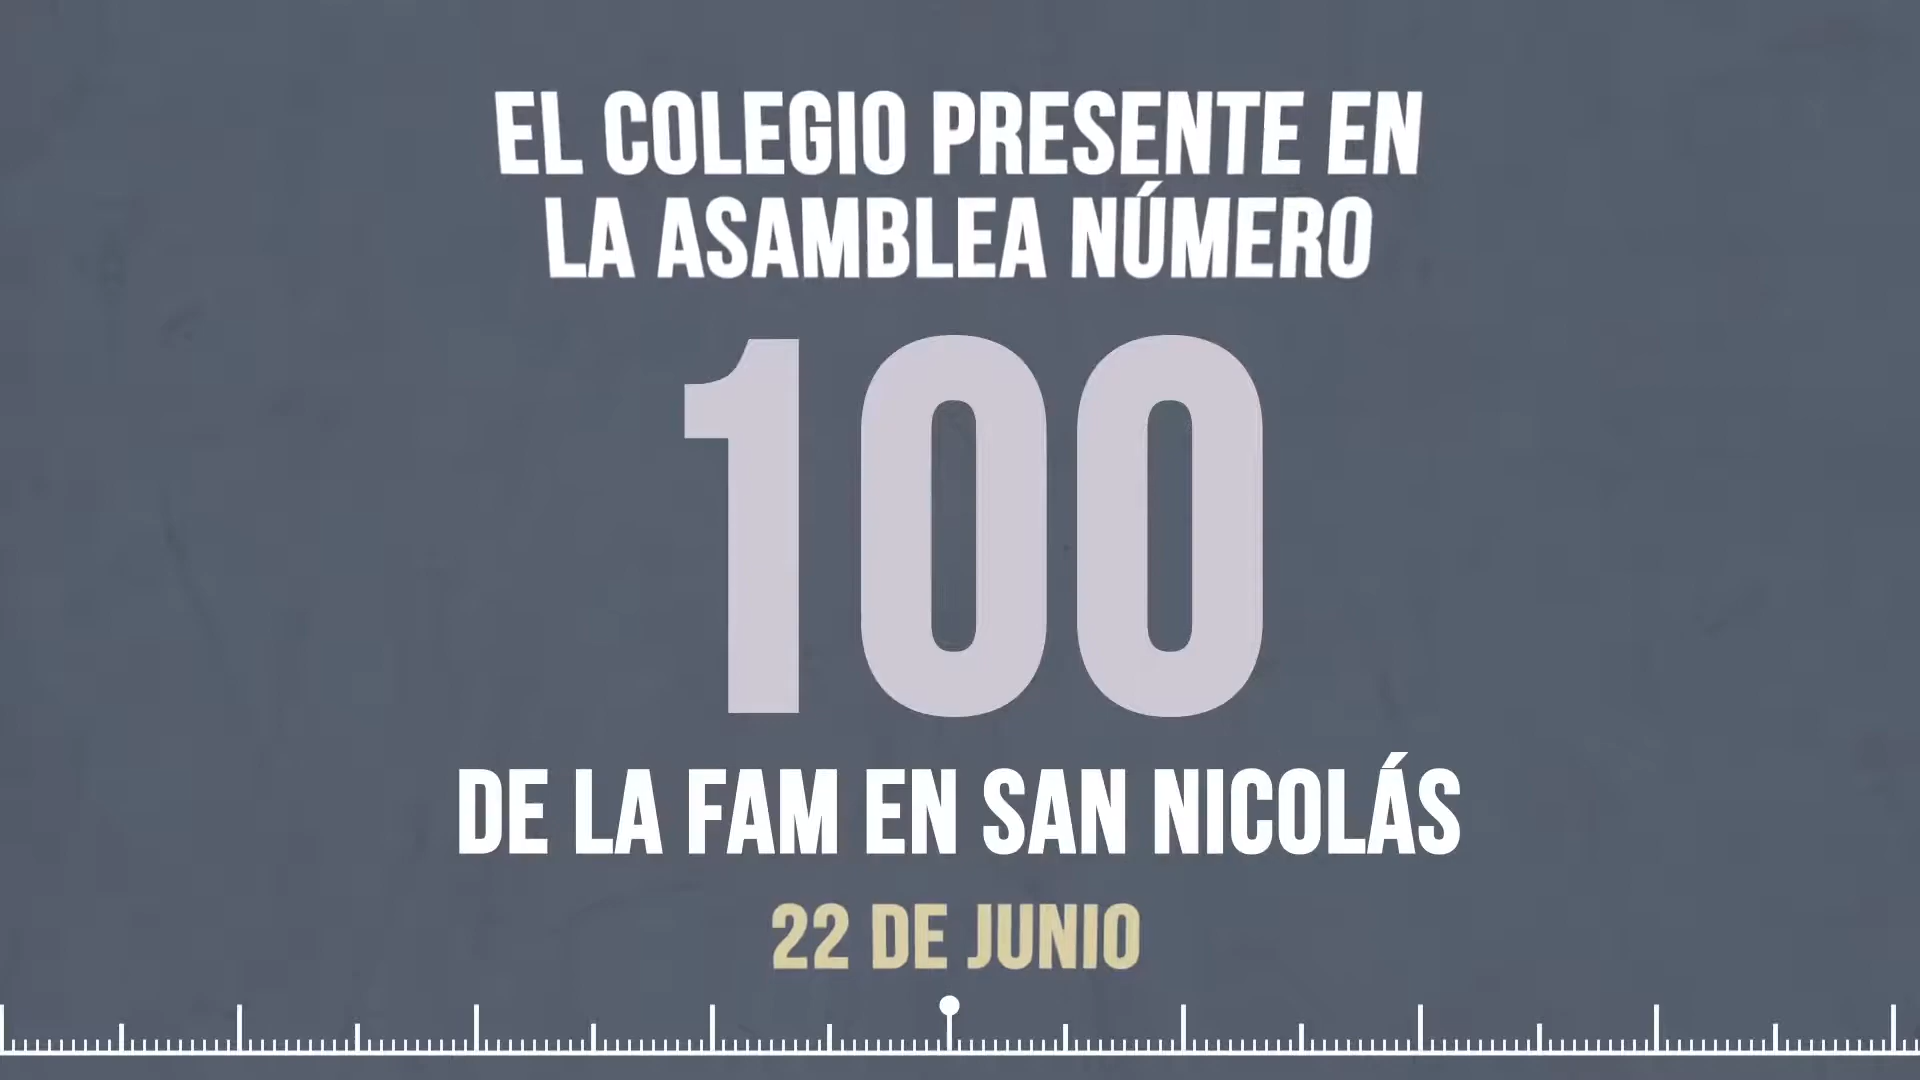 EL COLEGIO PRESENTE EN
LA ASAMBLEA NÚMERO
100
DE LA FAM EN SAN NICOLÁS
22 DE JUNIO